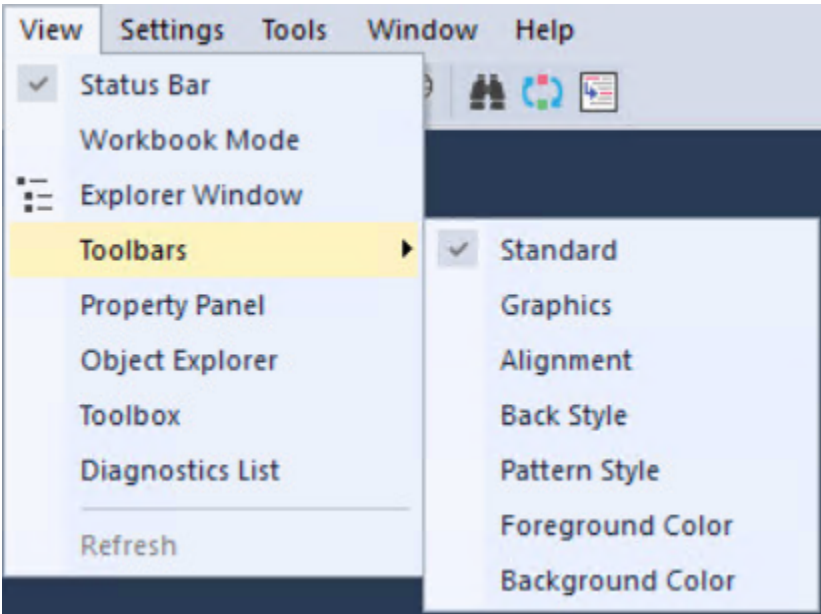 View Settings Tools Window Help
Status Bar
Workbook Mode
Explorer Window
Toolbars
Property Panel
Object Explorer
Toolbox
Diagnostics List
Refresh
Standard
Graphics
Alignment
Back Style
Pattern Style
Foreground Color
Background Color